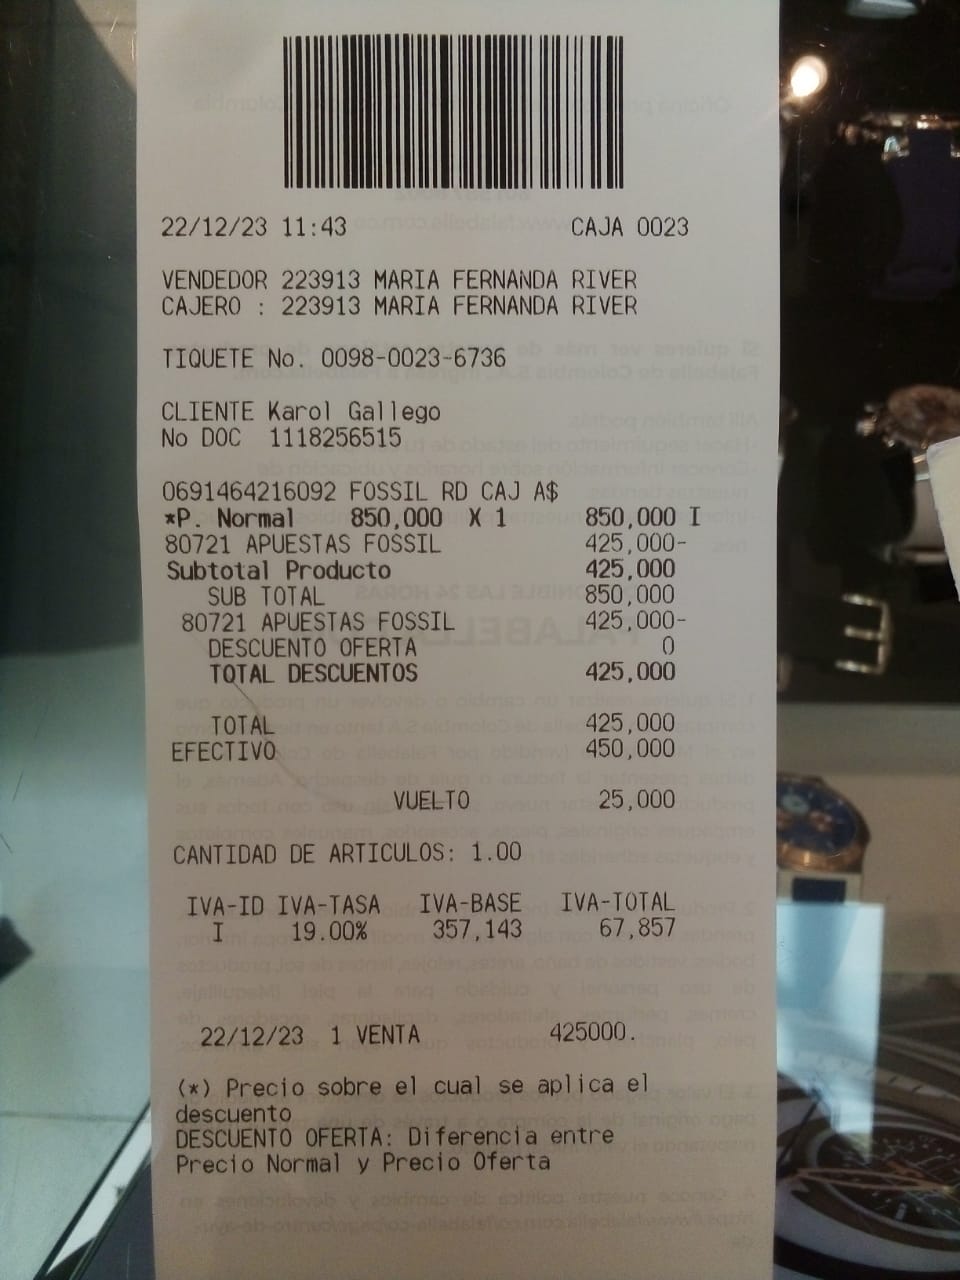 22/12/23 11:43 CAJA 0023
VENDEDOR 223913 MARIA FERNANDA RIVER
CAJERO : 223913 MARIA FERNANDA RIVER
TIQUETE No. 0098-0023-6736
CLIENTE Karol Gallego
No DOC 1118256515
0691464216092 FOSSIL RD CAJ A$
*P. Normal 850,000 X 1 850,000 I
80721 APUESTAS FOSSIL 425,000-
Subtotal Producto 425,000
SUB TOTAL 850,000
80721 APUESTAS FOSSIL 425,000-
DESCUENTO OFERTA 0
TOTAL DESCUENTOS 425,000
TOTAL 425,000
EFECTIVO 450,000
VUELTO 25,000
CANTIDAD DE ARTICULOS: 1.00
IVA-ID IVA-TASA IVA-BASE IVA-TOTAL
I 19.00% 357,143 67,857
22/12/23 1 VENTA 425000.
(*) Precio sobre el cual se aplica el
descuento
DESCUENTO OFERTA: Diferencia entre
Precio Normal y Precio Oferta